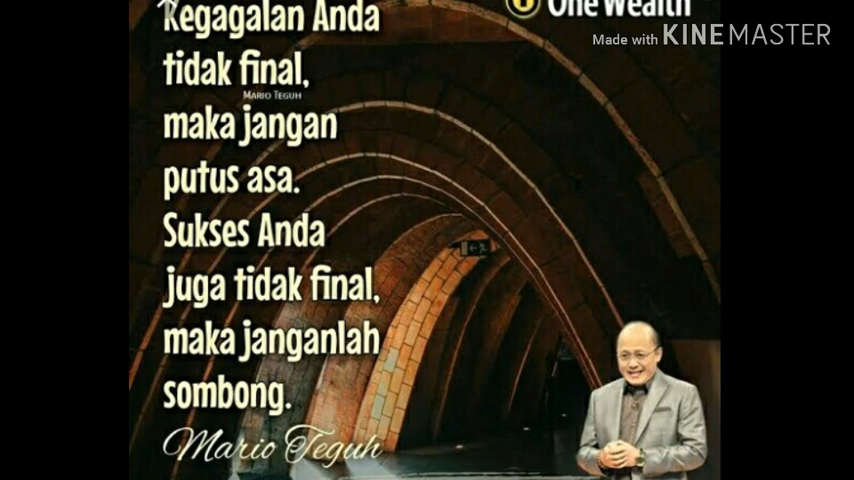 One Wealth
Made with KINEMASTER
Kegagalan Anda
tidak final,
MARIO TEGUH
maka jangan
putus asa.
Sukses Anda
juga tidak final,
maka janganlah
sombong.
Mario Teguh